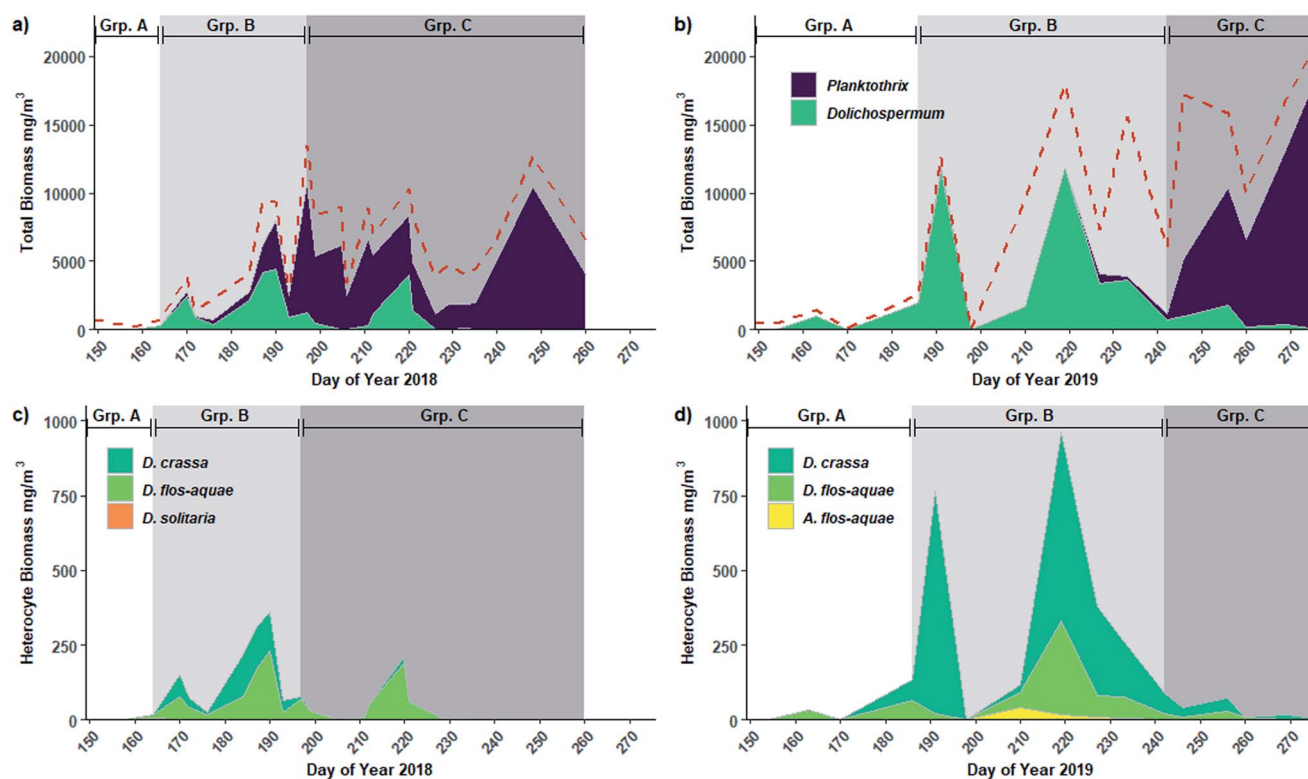 a)
Grp. A
Grp. B
Grp. C
20000
15000
10000
5000
0
Total Biomass mg/m³
150
160
170
180
190
200
210
220
230
240
250
260
270
Day of Year 2018
b)
Grp. A
Grp. B
Grp. C
Planktothrix
Dolichospermum
20000
15000
10000
5000
0
Total Biomass mg/m³
150
160
170
180
190
200
210
220
230
240
250
260
270
Day of Year 2019
c)
Grp. A
Grp. B
Grp. C
D. crassa
D. flos-aquae
D. solitaria
1000
750
500
250
0
Heterocyte Biomass mg/m³
150
160
170
180
190
200
210
220
230
240
250
260
270
Day of Year 2018
d)
Grp. A
Grp. B
Grp. C
D. crassa
D. flos-aquae
A. flos-aquae
1000
750
500
250
0
Heterocyte Biomass mg/m³
150
160
170
180
190
200
210
220
230
240
250
260
270
Day of Year 2019